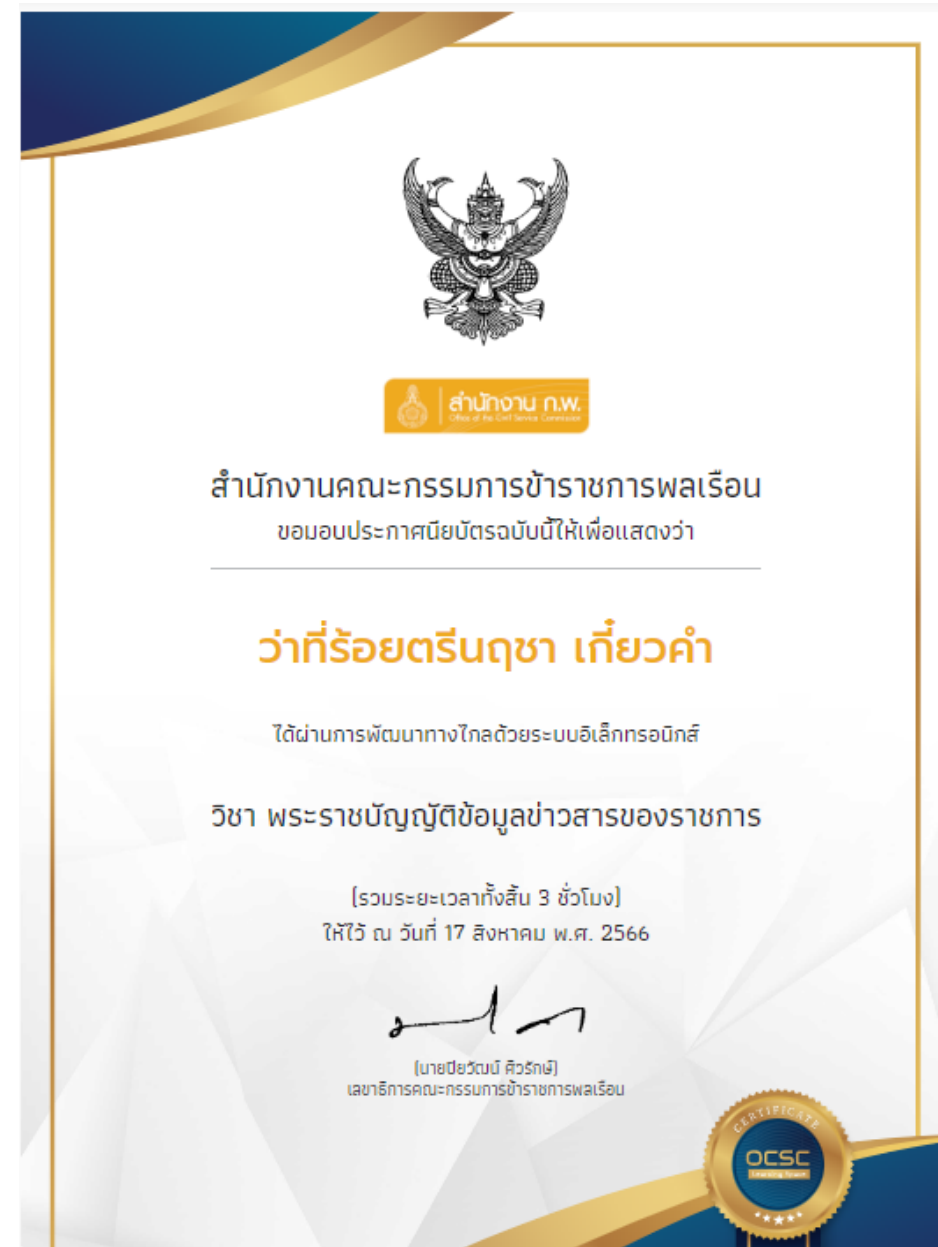 สำนักงาน ก.พ.
Office of the Civil Service Commission
สำนักงานคณะกรรมการข้าราชการพลเรือน
ขอมอบประกาศนียบัตรฉบับนี้ให้เพื่อแสดงว่า
ว่าที่ร้อยตรีนฤชา เกี๋ยวคำ
ได้ผ่านการพัฒนาทางไกลด้วยระบบอิเล็กทรอนิกส์
วิชา พระราชบัญญัติข้อมูลข่าวสารของราชการ
(รวมระยะเวลาทั้งสิ้น 3 ชั่วโมง)
ให้ไว้ ณ วันที่ 17 สิงหาคม พ.ศ. 2566
(นายปิยวัฒน์ ศิวรักษ์)
เลขาธิการคณะกรรมการข้าราชการพลเรือน
CERTIFICATE
OCSC
Learning Space